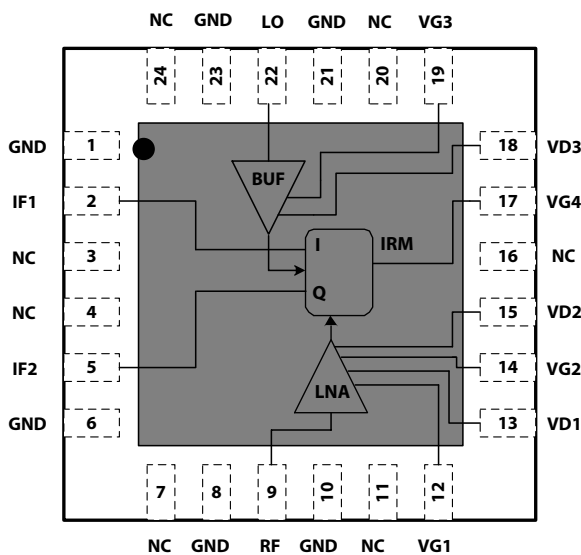 NC GND LO GND NC VG3
24 23 22 21 20 19
GND 1 18 VD3
BUF
IF1 2 17 VG4
I IRM
NC 3 16 NC
Q
NC 4 15 VD2
IF2 5 14 VG2
LNA
GND 6 13 VD1
7 8 9 10 11 12
NC GND RF GND NC VG1